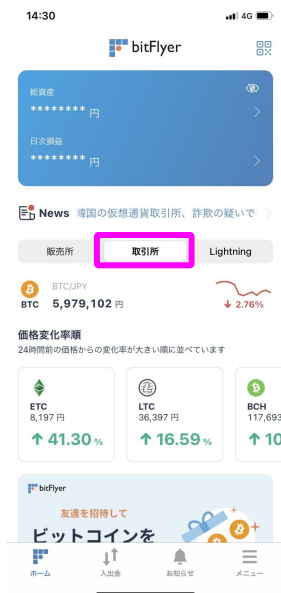 14:30
4G
bitFlyer
総資産
******** 円
日次損益
******** 円
News 韓国の仮想通貨取引所、詐欺の疑いで
販売所 取引所 Lightning
BTC/JPY
BTC 5,979,102 円
2.76%
価格変化率順
24時間前の価格からの変化率が大きい順に並べています
ETC LTC BCH
8,197 円 36,397 円 117,693
41.30 % 16.59 % 10
bitFlyer
友達を招待して
ビットコインを
ホーム 入出金 お知らせ メニュー